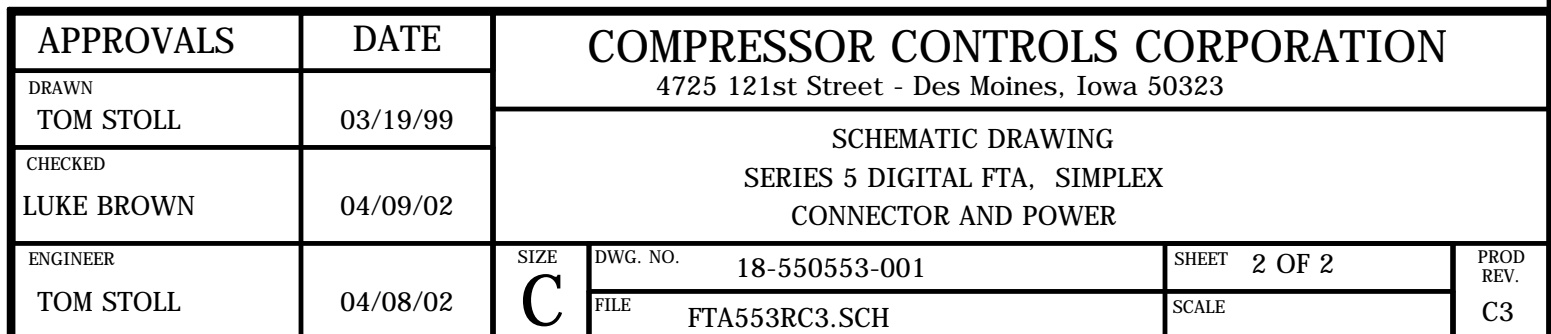 APPROVALS DATE
DRAWN
TOM STOLL 03/19/99
CHECKED
LUKE BROWN 04/09/02
ENGINEER
TOM STOLL 04/08/02
COMPRESSOR CONTROLS CORPORATION
4725 121st Street - Des Moines, Iowa 50323
SCHEMATIC DRAWING
SERIES 5 DIGITAL FTA, SIMPLEX
CONNECTOR AND POWER
SIZE
C
DWG. NO. 18-550553-001
SHEET 2 OF 2
FILE FTA553RC3.SCH
SCALE
PROD
REV.
C3